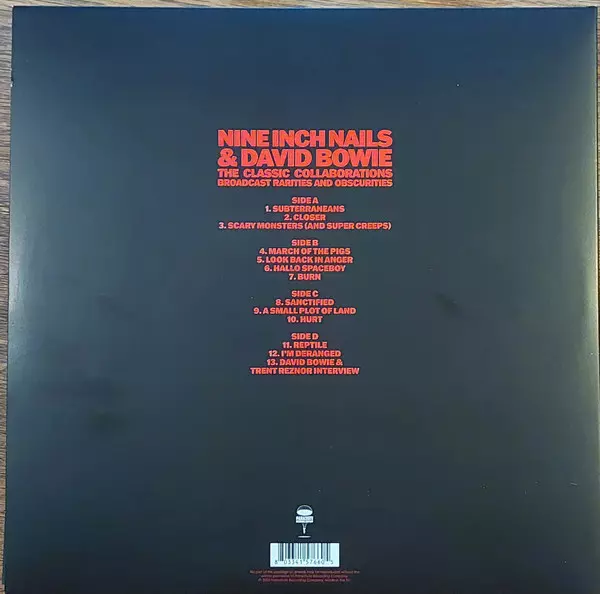 NINE INCH NAILS
& DAVID BOWIE
THE CLASSIC COLLABORATIONS
BROADCAST RARITIES AND OBSCURITIES
SIDE A
1. SUBTERRANEANS
2. CLOSER
3. SCARY MONSTERS (AND SUPER CREEPS)
SIDE B
4. MARCH OF THE PIGS
5. LOOK BACK IN ANGER
6. HALLO SPACEBOY
7. BURN
SIDE C
8. SANCTIFIED
9. A SMALL PLOT OF LAND
10. HURT
SIDE D
11. REPTILE
12. I'M DERANGED
13. DAVID BOWIE &
TRENT REZNOR INTERVIEW
PARACHUTE